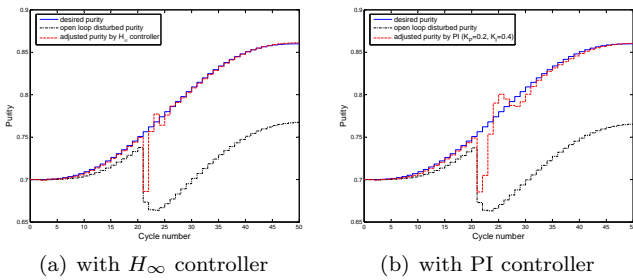 desired purity
open loop disturbed purity
adjusted purity by H∞ controller
0.9
0.85
0.8
0.75
0.7
0.65
Purity
0 5 10 15 20 25 30 35 40 45 50
Cycle number
(a) with H∞ controller
desired purity
open loop disturbed purity
adjusted purity by PI (Kp=0.2, Ki=0.4)
0.9
0.85
0.8
0.75
0.7
0.65
Purity
0 5 10 15 20 25 30 35 40 45 50
Cycle number
(b) with PI controller